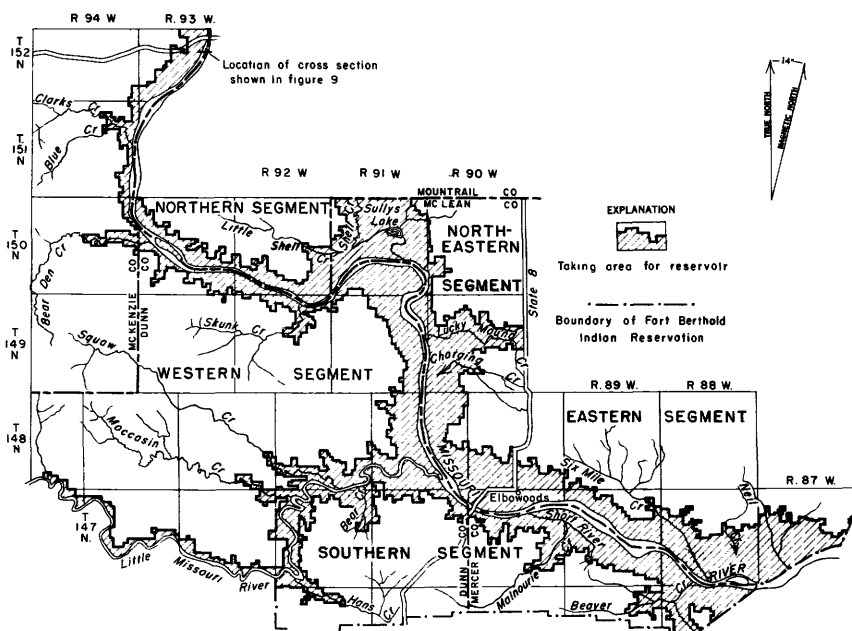 R 94 W
R. 93 W.
T
152
N
Location of cross section
shown in figure 9
14°
TRUE NORTH
MAGNETIC NORTH
Clarks Cr
T.
151
N
Blue Cr
R 92 W
R 91 W
R 90 W
MOUNTRAIL CO
MC LEAN CO
NORTHERN SEGMENT
Little Shell Cr
Shell
Sullys
Lake
NORTH-
EASTERN
SEGMENT
State 8
EXPLANATION
Taking area for reservoir
Boundary of Fort Berthold
Indian Reservation
T
150
N
Bear Den Cr
MCKENZIE CO
DUNN CO
T
149
N
Skunk Cr
Squaw Cr
Lucky Mound Cr
Charging Cr
WESTERN SEGMENT
R. 89 W.
R 88 W.
EASTERN SEGMENT
T 148
N
Moccasin Cr
MISSOURI RIVER
Six Mile Cr
R. 87 W.
Elbowoods
Bear Cr
T
147
N.
Little Missouri River
SOUTHERN SEGMENT
DUNN CO
MERCER CO
Hans Cr
Malnourie
Beaver Cr